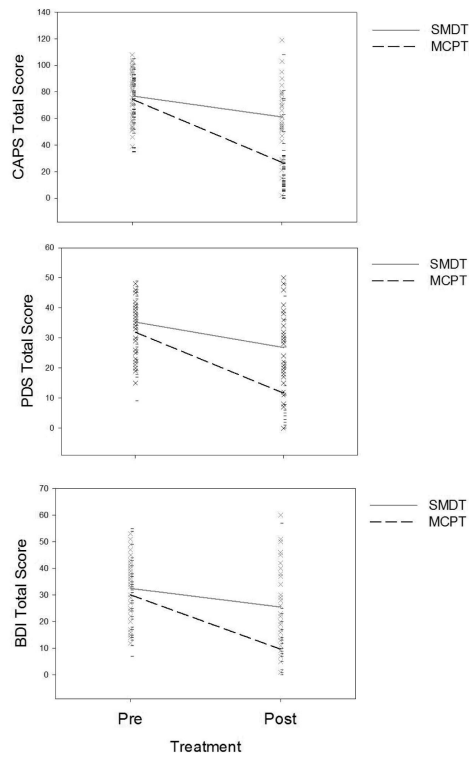 SMDT
MCPT
CAPS Total Score
140
120
100
80
60
40
20
0
SMDT
MCPT
PDS Total Score
60
50
40
30
20
10
0
SMDT
MCPT
BDI Total Score
70
60
50
40
30
20
10
0
Pre Post
Treatment